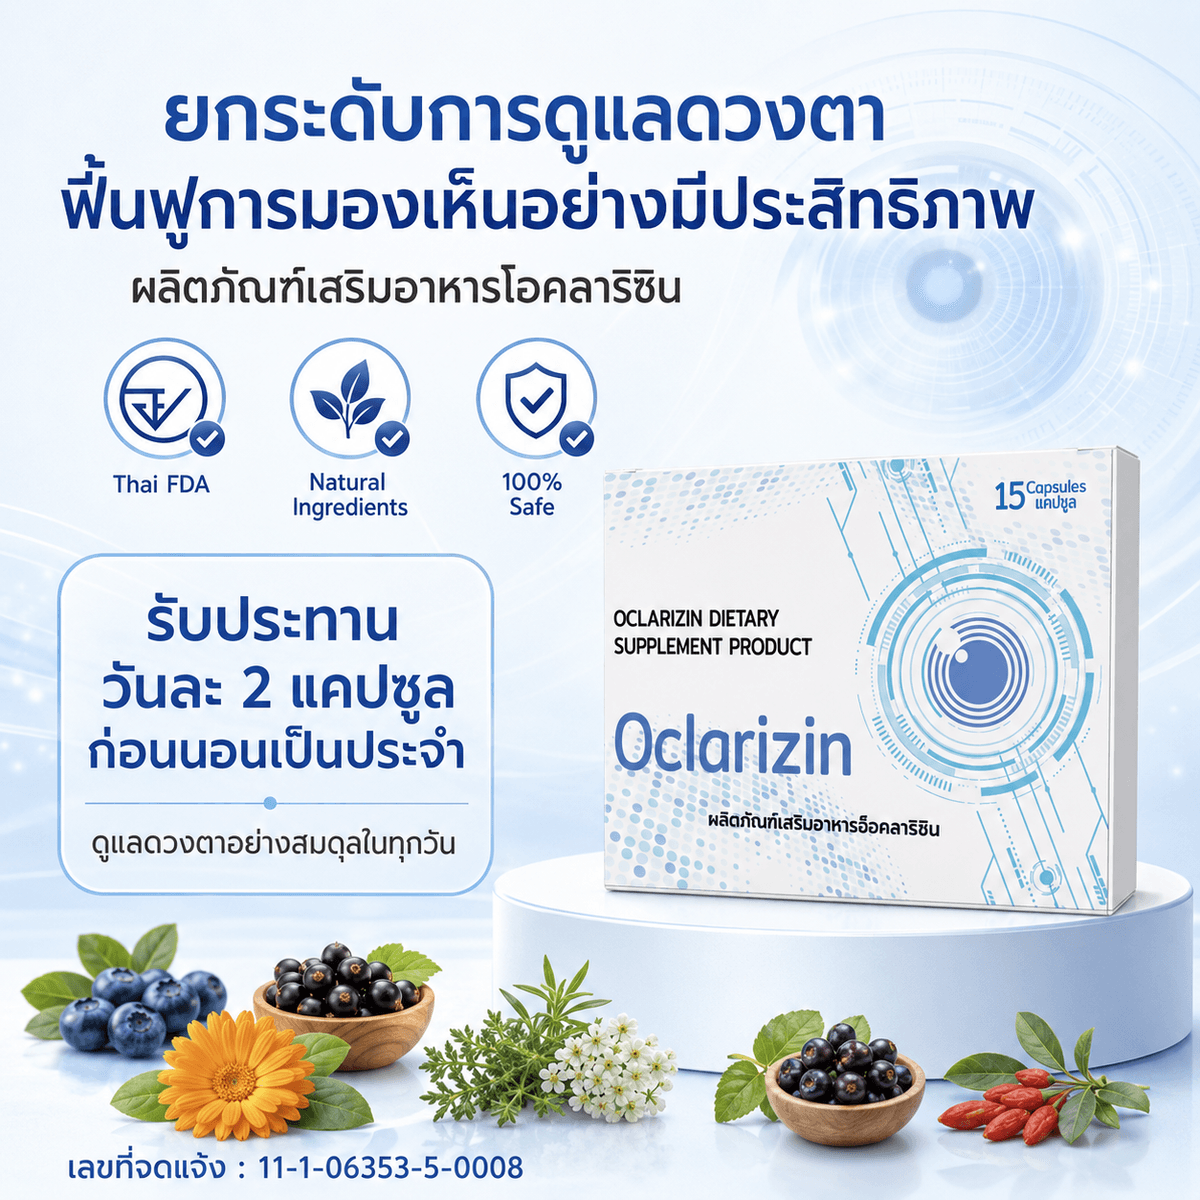 ยกระดับการดูแลดวงตา
ฟื้นฟูการมองเห็นอย่างมีประสิทธิภาพ
ผลิตภัณฑ์เสริมอาหารโอคลาริซิน
Thai FDA
Natural
Ingredients
100%
Safe
รับประทาน
วันละ 2 แคปซูล
ก่อนนอนเป็นประจำ
ดูแลดวงตาอย่างสมดุลในทุกวัน
15 Capsules
แคปซูล
OCLARIZIN DIETARY
SUPPLEMENT PRODUCT
Oclarizin
ผลิตภัณฑ์เสริมอาหารอ็อคลาริซิน
เลขที่จดแจ้ง : 11-1-06353-5-0008